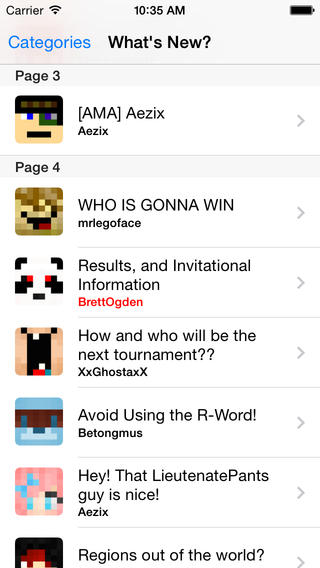 Carrier 10:35 AM
Categories What's New?
Page 3
[AMA] Aezix
Aezix
Page 4
WHO IS GONNA WIN
mrlegoface
Results, and Invitational
Information
BrettOgden
How and who will be the
next tournament??
XxGhostaxX
Avoid Using the R-Word!
Betongmus
Hey! That LieutenatePants
guy is nice!
Aezix
Regions out of the world?